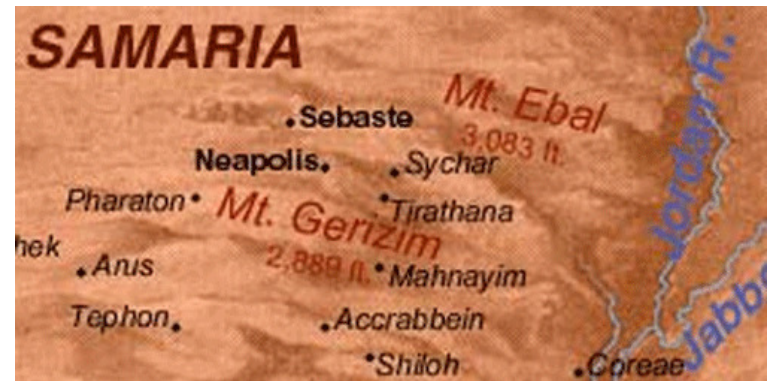 SAMARIA
Mt. Ebal
3,083 ft.
Sebaste
Neapolis
Sychar
Pharaton
Tirathana
Mt. Gerizim
2,889 ft.
Arus
Mahnayim
Tephon
Accrabbein
Shiloh
Coreae
Jordan R.